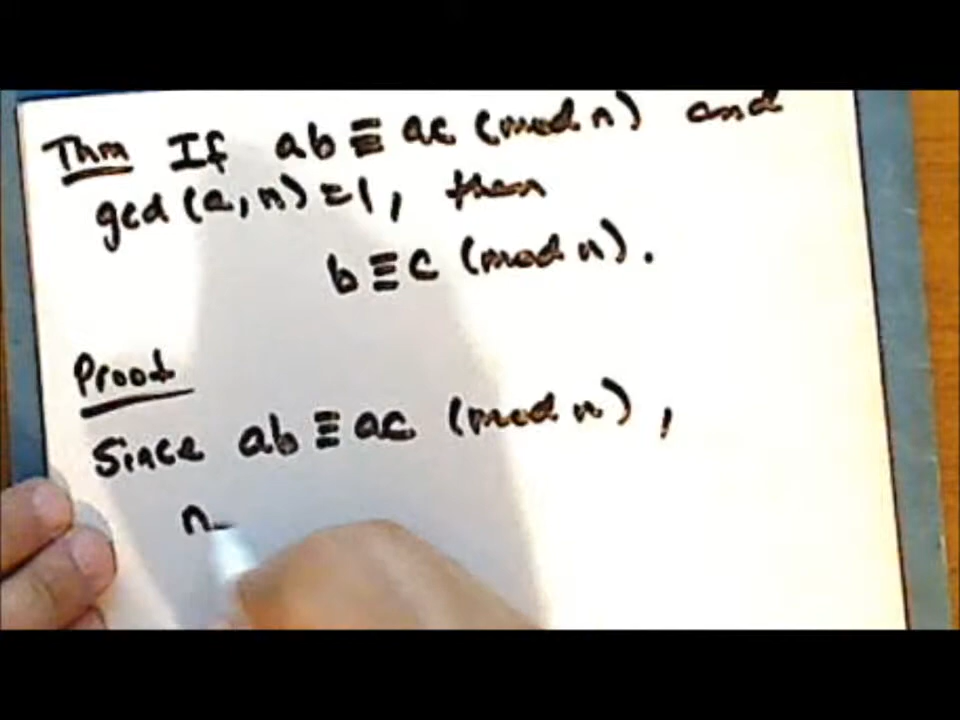 Thm If ab ≡ ac (mod n) and
gcd (a, n) = 1, then
b ≡ c (mod n).
Proof
Since ab ≡ ac (mod n),
n